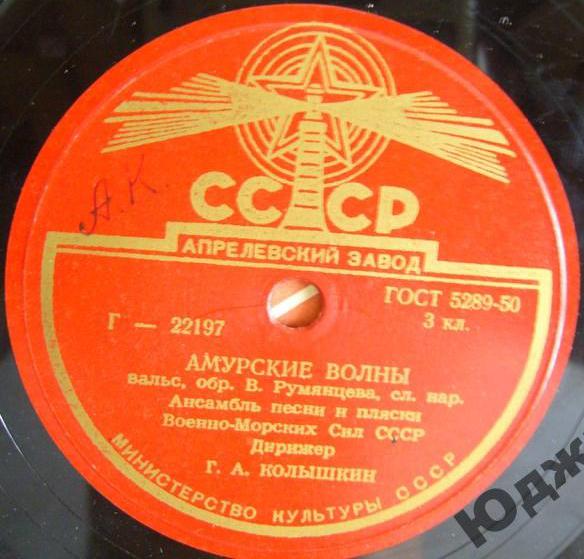 А.К.
СССР
АПРЕЛЕВСКИЙ ЗАВОД
ГОСТ 5289-50
Г — 22197
3 кл.
АМУРСКИЕ ВОЛНЫ
вальс, обр. В. Румянцева, сл. нар.
Ансамбль песни и пляски
Военно-Морских Сил СССР
Дирижер
Г. А. КОЛЫШКИН
МИНИСТЕРСТВО КУЛЬТУРЫ СССР